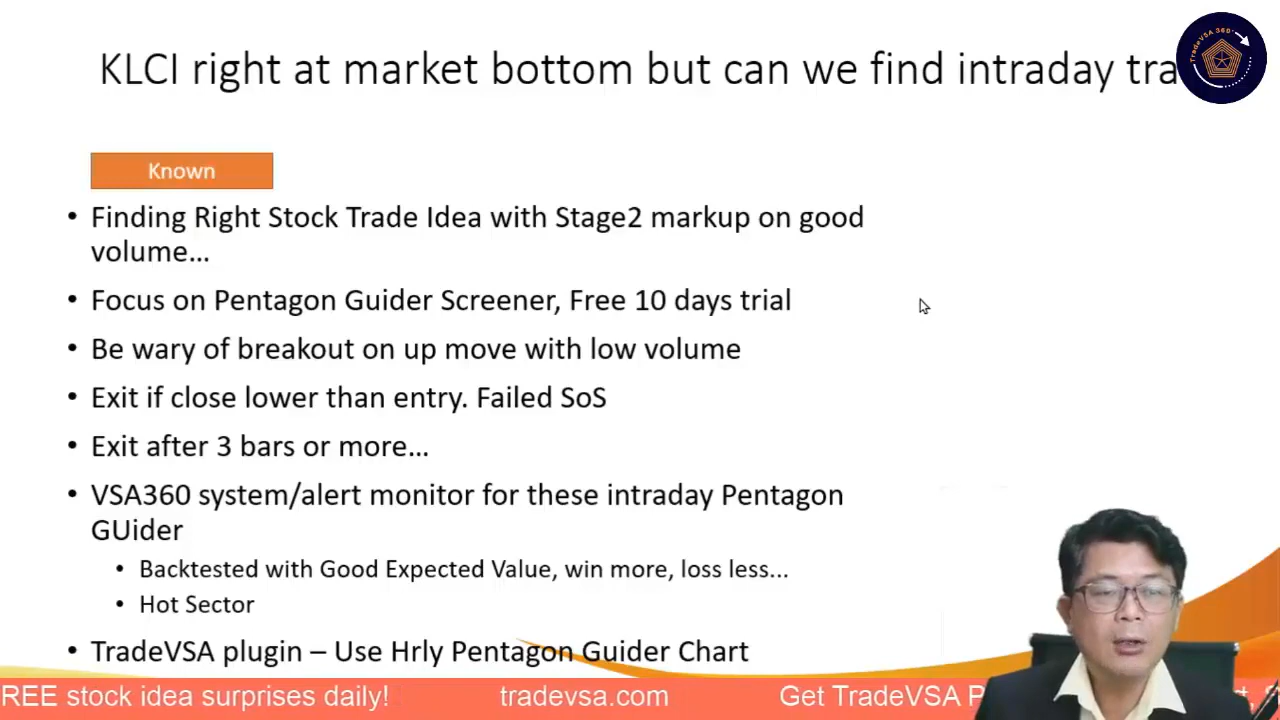 KLCI right at market bottom but can we find intraday tra
TradeVSA 360°
Known
• Finding Right Stock Trade Idea with Stage2 markup on good
volume...
• Focus on Pentagon Guider Screener, Free 10 days trial
• Be wary of breakout on up move with low volume
• Exit if close lower than entry. Failed SoS
• Exit after 3 bars or more...
• VSA360 system/alert monitor for these intraday Pentagon
GUider
• Backtested with Good Expected Value, win more, loss less...
• Hot Sector
• TradeVSA plugin – Use Hrly Pentagon Guider Chart
REE stock idea surprises daily! tradevsa.com Get TradeVSA P